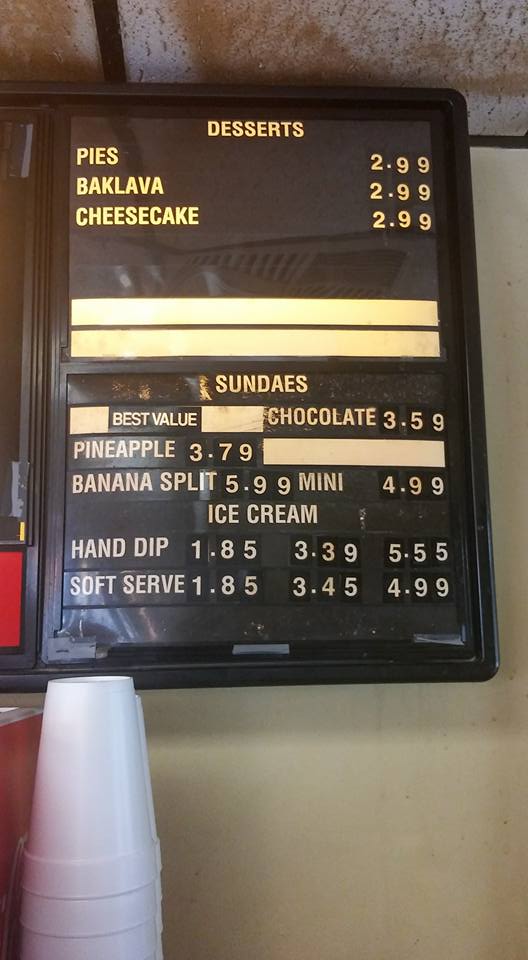 DESSERTS
PIES 2.99
BAKLAVA 2.99
CHEESECAKE 2.99
SUNDAES
BEST VALUE CHOCOLATE 3.59
PINEAPPLE 3.79
BANANA SPLIT 5.99 MINI 4.99
ICE CREAM
HAND DIP 1.85 3.39 5.55
SOFT SERVE 1.85 3.45 4.99